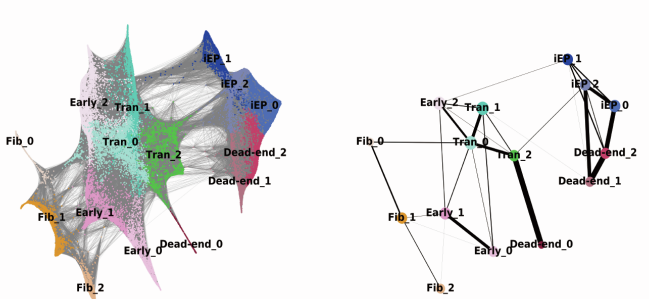 iEP_1
iEP_2
Early_2
Tran_1
iEP_0
Fib_0
Tran_0
Tran_2
Dead-end_2
Dead-end_1
Fib_1
Early_1
Early_0
Dead-end_0
Fib_2
iEP_1
iEP_2
Early_2
Tran_1
iEP_0
Fib_0
Tran_0
Tran_2
Dead-end_2
Dead-end_1
Fib_1
Early_1
Early_0
Dead-end_0
Fib_2